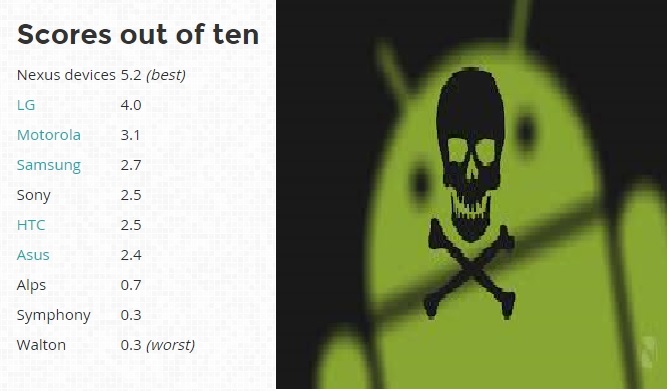 Scores out of ten
Nexus devices 5.2 (best)
LG 4.0
Motorola 3.1
Samsung 2.7
Sony 2.5
HTC 2.5
Asus 2.4
Alps 0.7
Symphony 0.3
Walton 0.3 (worst)